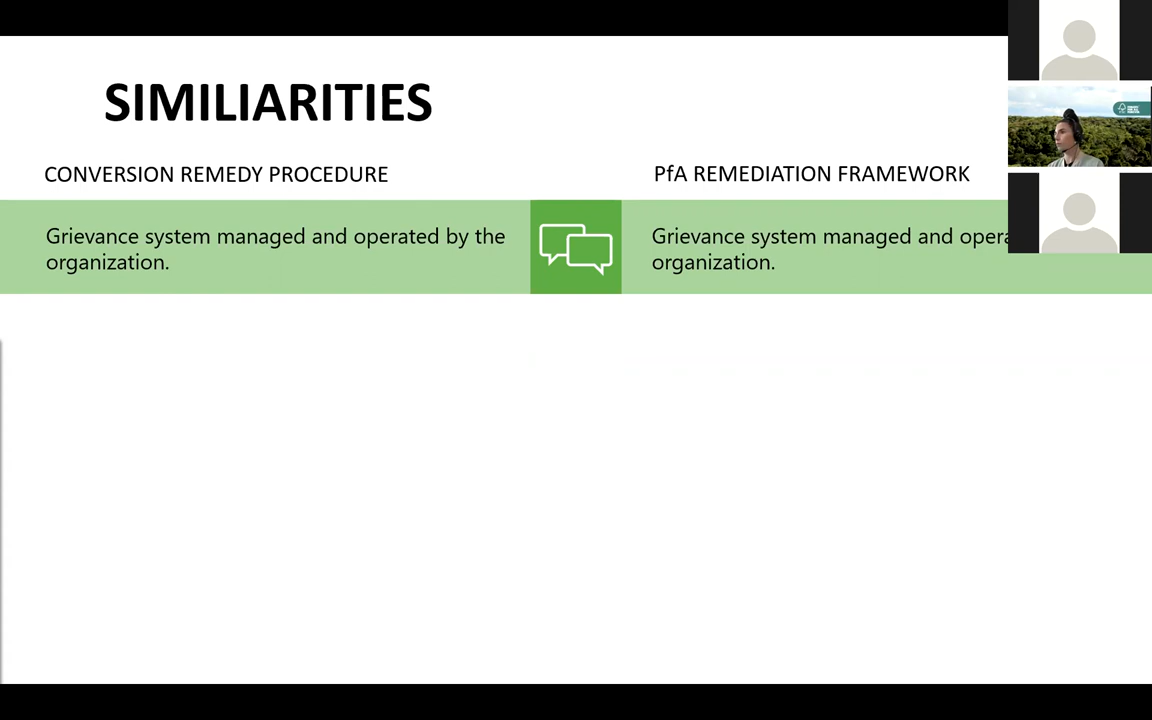 SIMILIARITIES
CONVERSION REMEDY PROCEDURE
PfA REMEDIATION FRAMEWORK
Grievance system managed and operated by the
organization.
Grievance system managed and
organization.